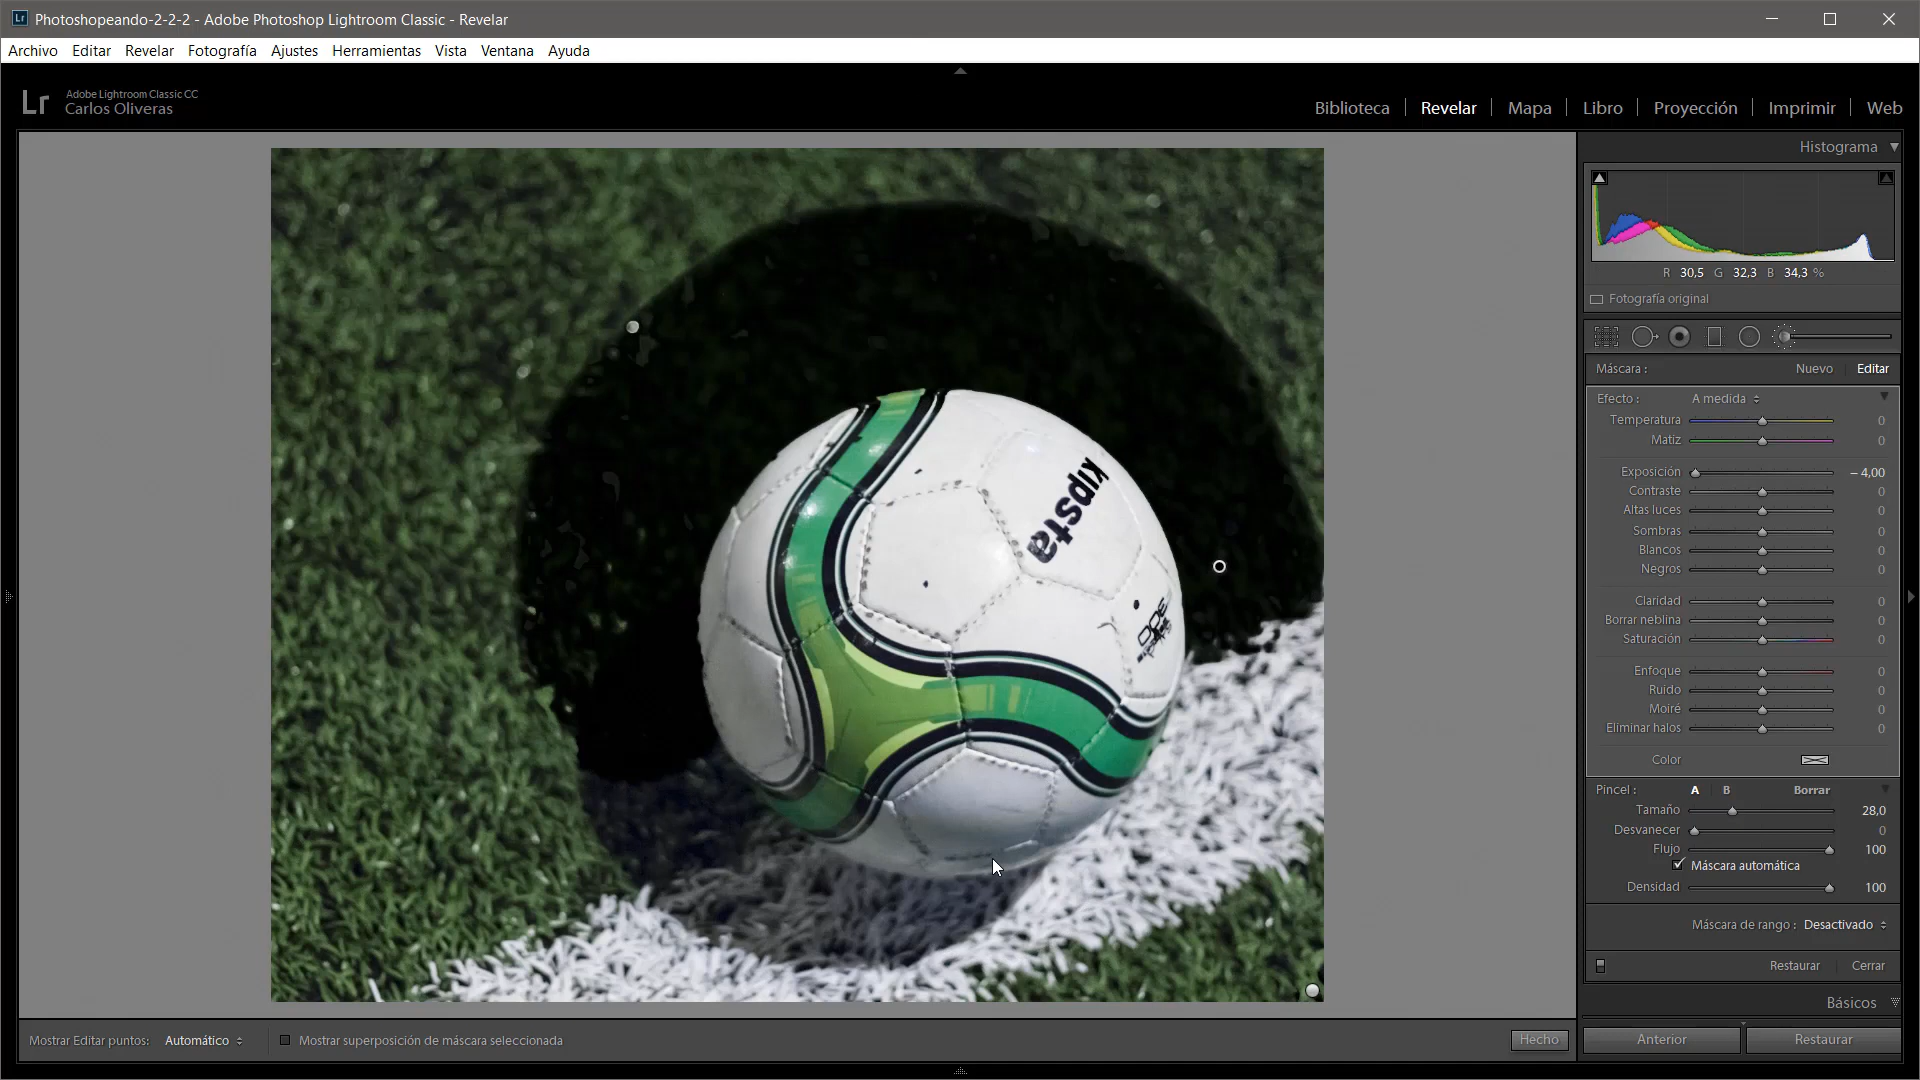 Lr Photoshopeando-2-2-2 - Adobe Photoshop Lightroom Classic - Revelar
Archivo Editar Revelar Fotografía Ajustes Herramientas Vista Ventana Ayuda
Lr Adobe Lightroom Classic CC
Carlos Oliveras
Biblioteca | Revelar | Mapa | Libro | Proyección | Imprimir | Web
Histograma
R 30,5 G 32,3 B 34,3 %
Fotografía original
Máscara : Nuevo Editar
Efecto : A medida
Temperatura 0
Matiz 0
Exposición – 4,00
Contraste 0
Altas luces 0
Sombras 0
Blancos 0
Negros 0
Claridad 0
Borrar neblina 0
Saturación 0
Enfoque 0
Ruido 0
Moiré 0
Eliminar halos 0
Color
Pincel : A B Borrar
Tamaño 28,0
Desvanecer 0
Flujo 100
Máscara automática
Densidad 100
Máscara de rango : Desactivado
Restaurar Cerrar
Básicos
Anterior Restaurar
kipsta
300
Mostrar Editar puntos: Automático Mostrar superposición de máscara seleccionada Hecho